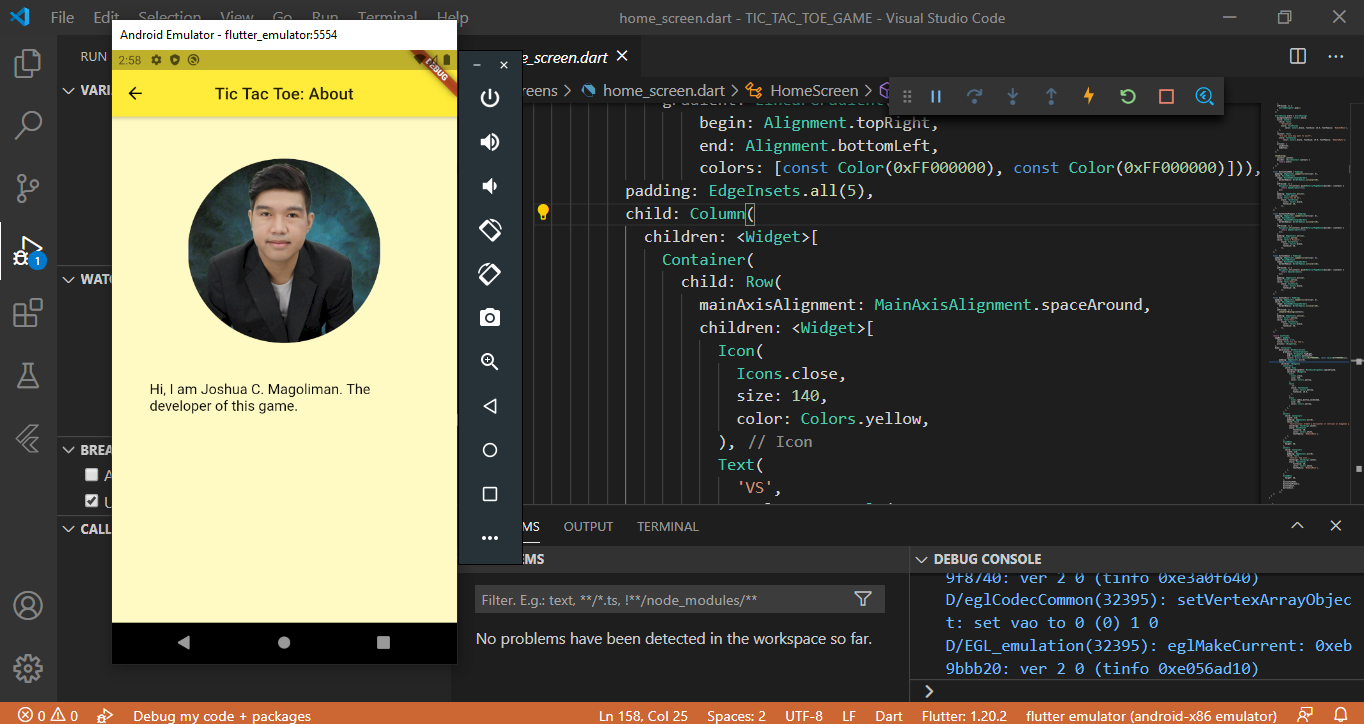 File Edit Selection View Go Run Terminal Help
home_screen.dart - TIC_TAC_TOE_GAME - Visual Studio Code
Android Emulator - flutter_emulator:5554
2:58
DEBUG
Tic Tac Toe: About
Hi, I am Joshua C. Magoliman. The
developer of this game.
RUN
VARI
WATC
BREA
CALL
1
e_screen.dart
reens > home_screen.dart > HomeScreen >
begin: Alignment.topRight,
end: Alignment.bottomLeft,
colors: [const Color(0xFF000000), const Color(0xFF000000)])),
padding: EdgeInsets.all(5),
child: Column(
children: <Widget>[
Container(
child: Row(
mainAxisAlignment: MainAxisAlignment.spaceAround,
children: <Widget>[
Icon(
Icons.close,
size: 140,
color: Colors.yellow,
), // Icon
Text(
'VS',
MS OUTPUT TERMINAL
EMS
Filter. E.g.: text, **/*.ts, !**/node_modules/**
No problems have been detected in the workspace so far.
DEBUG CONSOLE
9f8740: ver 2 0 (tinfo 0xe3a0f640)
D/eglCodecCommon(32395): setVertexArrayObjec
t: set vao to 0 (0) 1 0
D/EGL_emulation(32395): eglMakeCurrent: 0xeb
9bbb20: ver 2 0 (tinfo 0xe056ad10)
0 0 Debug my code + packages
Ln 158, Col 25 Spaces: 2 UTF-8 LF Dart Flutter: 1.20.2 flutter emulator (android-x86 emulator)